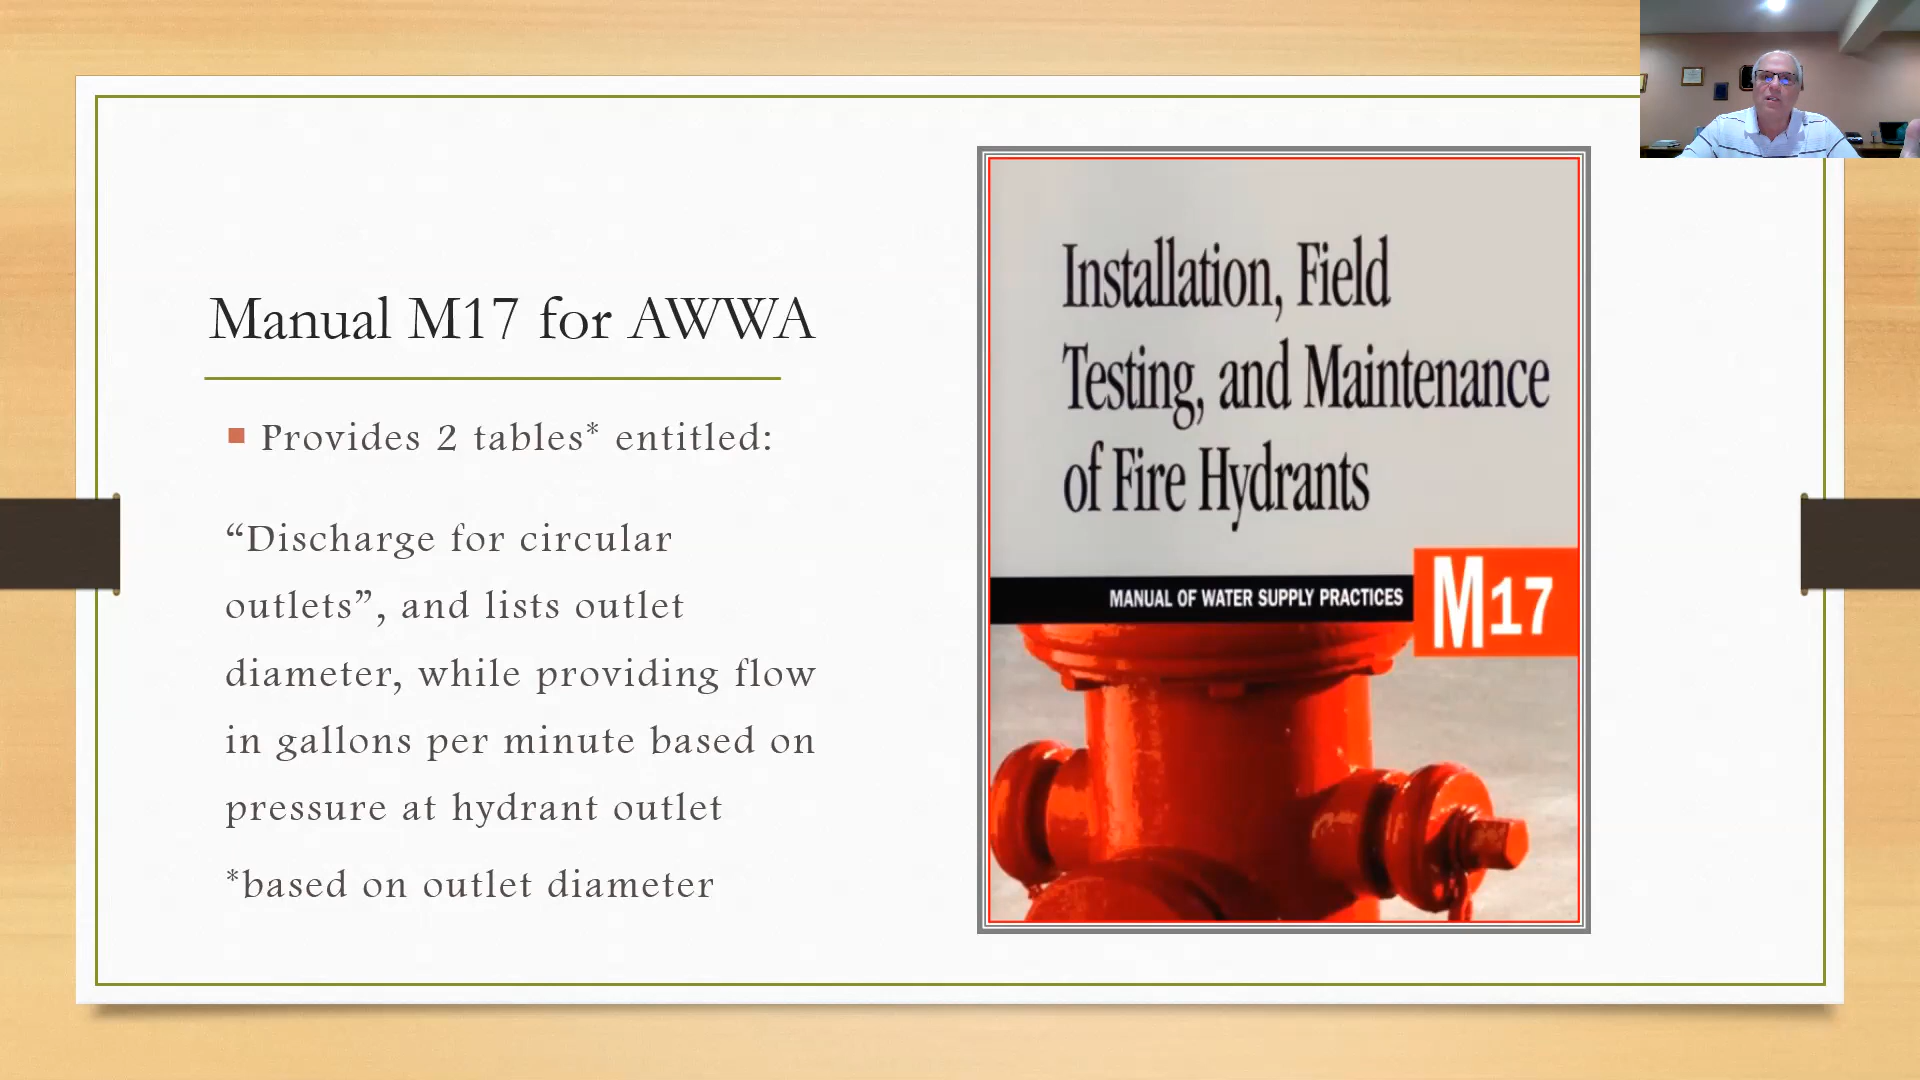 Manual M17 for AWWA
Provides 2 tables* entitled:
“Discharge for circular
outlets”, and lists outlet
diameter, while providing flow
in gallons per minute based on
pressure at hydrant outlet
*based on outlet diameter
Installation, Field
Testing, and Maintenance
of Fire Hydrants
MANUAL OF WATER SUPPLY PRACTICES
M17